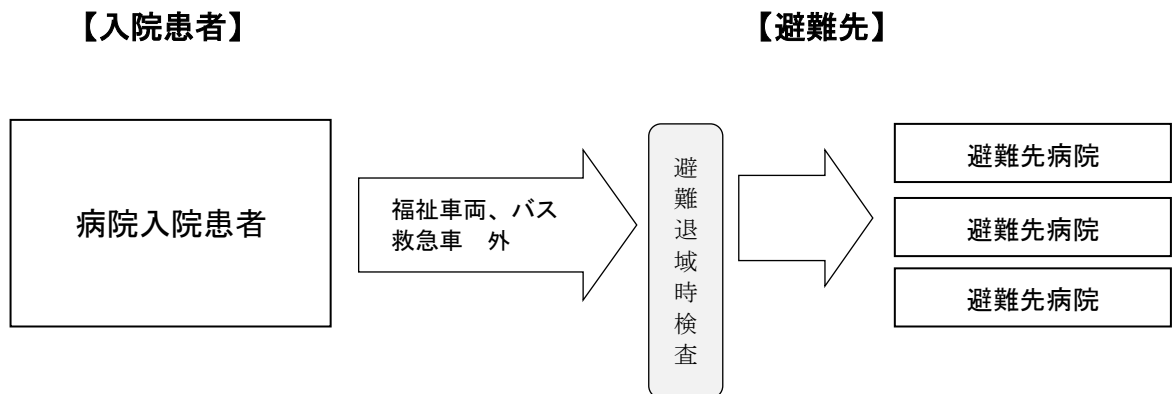 【入院患者】
【避難先】
病院入院患者
福祉車両、バス
救急車　外
避難退域時検査
避難先病院
避難先病院
避難先病院